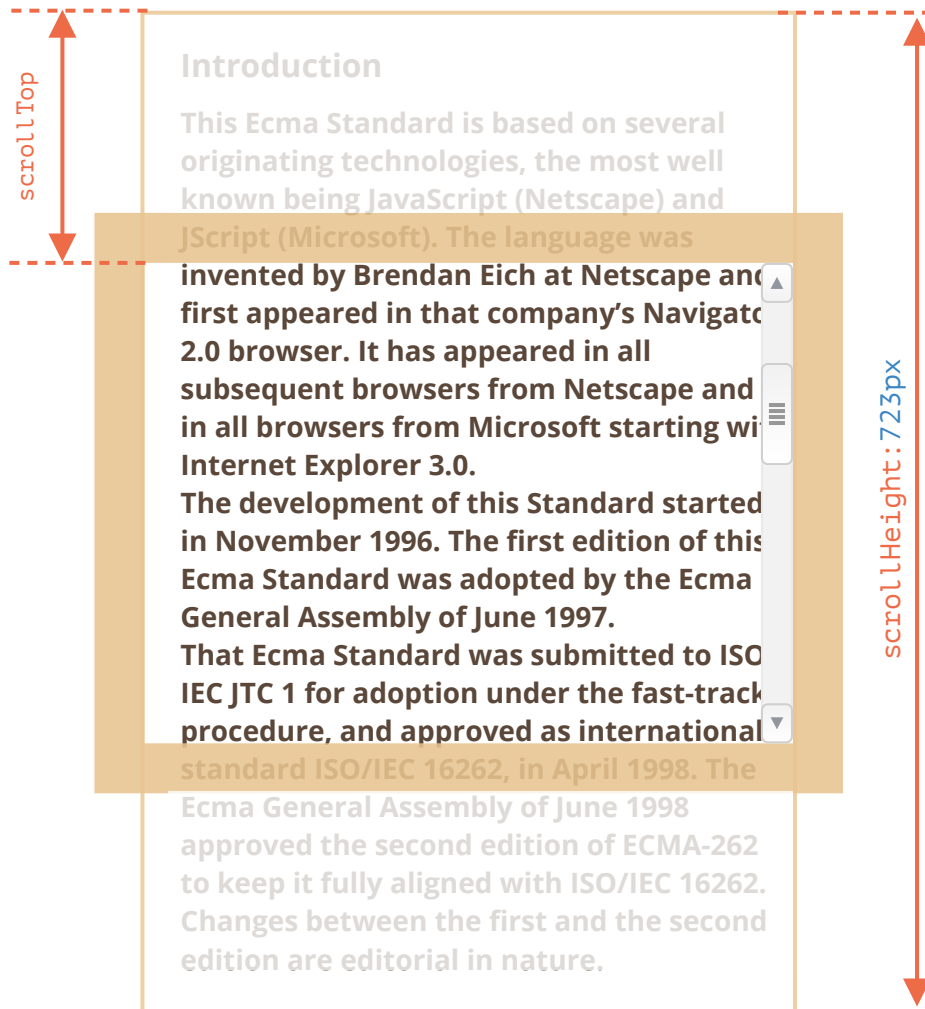 scrollTop
Introduction
This Ecma Standard is based on several
originating technologies, the most well
known being JavaScript (Netscape) and
JScript (Microsoft). The language was
invented by Brendan Eich at Netscape and
first appeared in that company’s Navigato
2.0 browser. It has appeared in all
subsequent browsers from Netscape and
in all browsers from Microsoft starting wit
Internet Explorer 3.0.
The development of this Standard started
in November 1996. The first edition of this
Ecma Standard was adopted by the Ecma
General Assembly of June 1997.
That Ecma Standard was submitted to ISO
IEC JTC 1 for adoption under the fast-track
procedure, and approved as international
standard ISO/IEC 16262, in April 1998. The
Ecma General Assembly of June 1998
approved the second edition of ECMA-262
to keep it fully aligned with ISO/IEC 16262.
Changes between the first and the second
edition are editorial in nature.
scrollHeight:723px